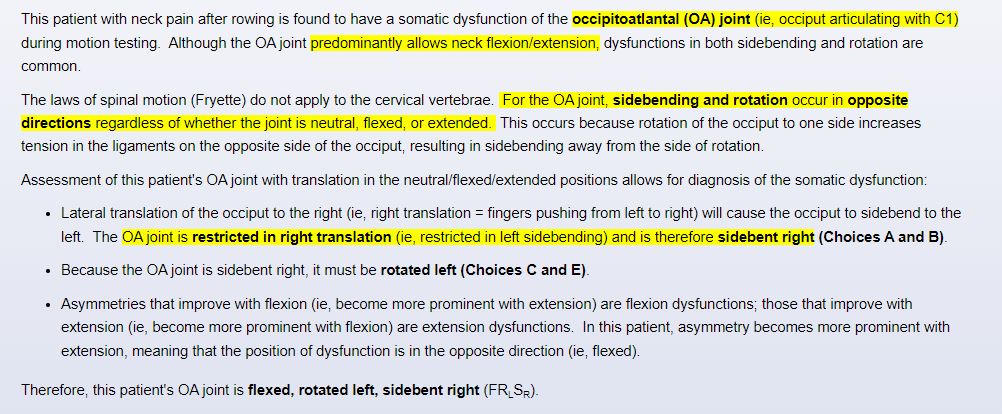 This patient with neck pain after rowing is found to have a somatic dysfunction of the occipitoatlantal (OA) joint (ie, occiput articulating with C1)
during motion testing. Although the OA joint predominantly allows neck flexion/extension, dysfunctions in both sidebending and rotation are
common.
The laws of spinal motion (Fryette) do not apply to the cervical vertebrae. For the OA joint, sidebending and rotation occur in opposite
directions regardless of whether the joint is neutral, flexed, or extended. This occurs because rotation of the occiput to one side increases
tension in the ligaments on the opposite side of the occiput, resulting in sidebending away from the side of rotation.
Assessment of this patient's OA joint with translation in the neutral/flexed/extended positions allows for diagnosis of the somatic dysfunction:
• Lateral translation of the occiput to the right (ie, right translation = fingers pushing from left to right) will cause the occiput to sidebend to the
left. The OA joint is restricted in right translation (ie, restricted in left sidebending) and is therefore sidebent right (Choices A and B).
• Because the OA joint is sidebent right, it must be rotated left (Choices C and E).
• Asymmetries that improve with flexion (ie, become more prominent with extension) are flexion dysfunctions; those that improve with
extension (ie, become more prominent with flexion) are extension dysfunctions. In this patient, asymmetry becomes more prominent with
extension, meaning that the position of dysfunction is in the opposite direction (ie, flexed).
Therefore, this patient's OA joint is flexed, rotated left, sidebent right (FRLSR).